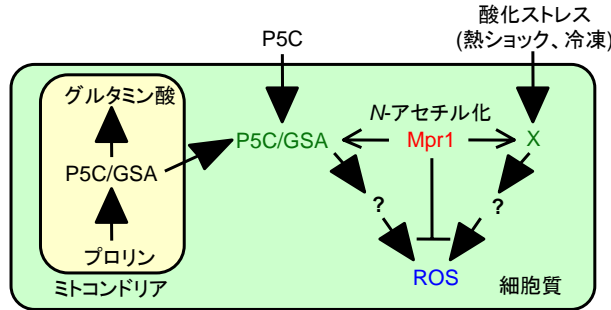 P5C
酸化ストレス
(熱ショック、冷凍)
グルタミン酸
N-アセチル化
P5C/GSA
Mpr1
X
P5C/GSA
?
?
プロリン
ROS
ミトコンドリア
細胞質